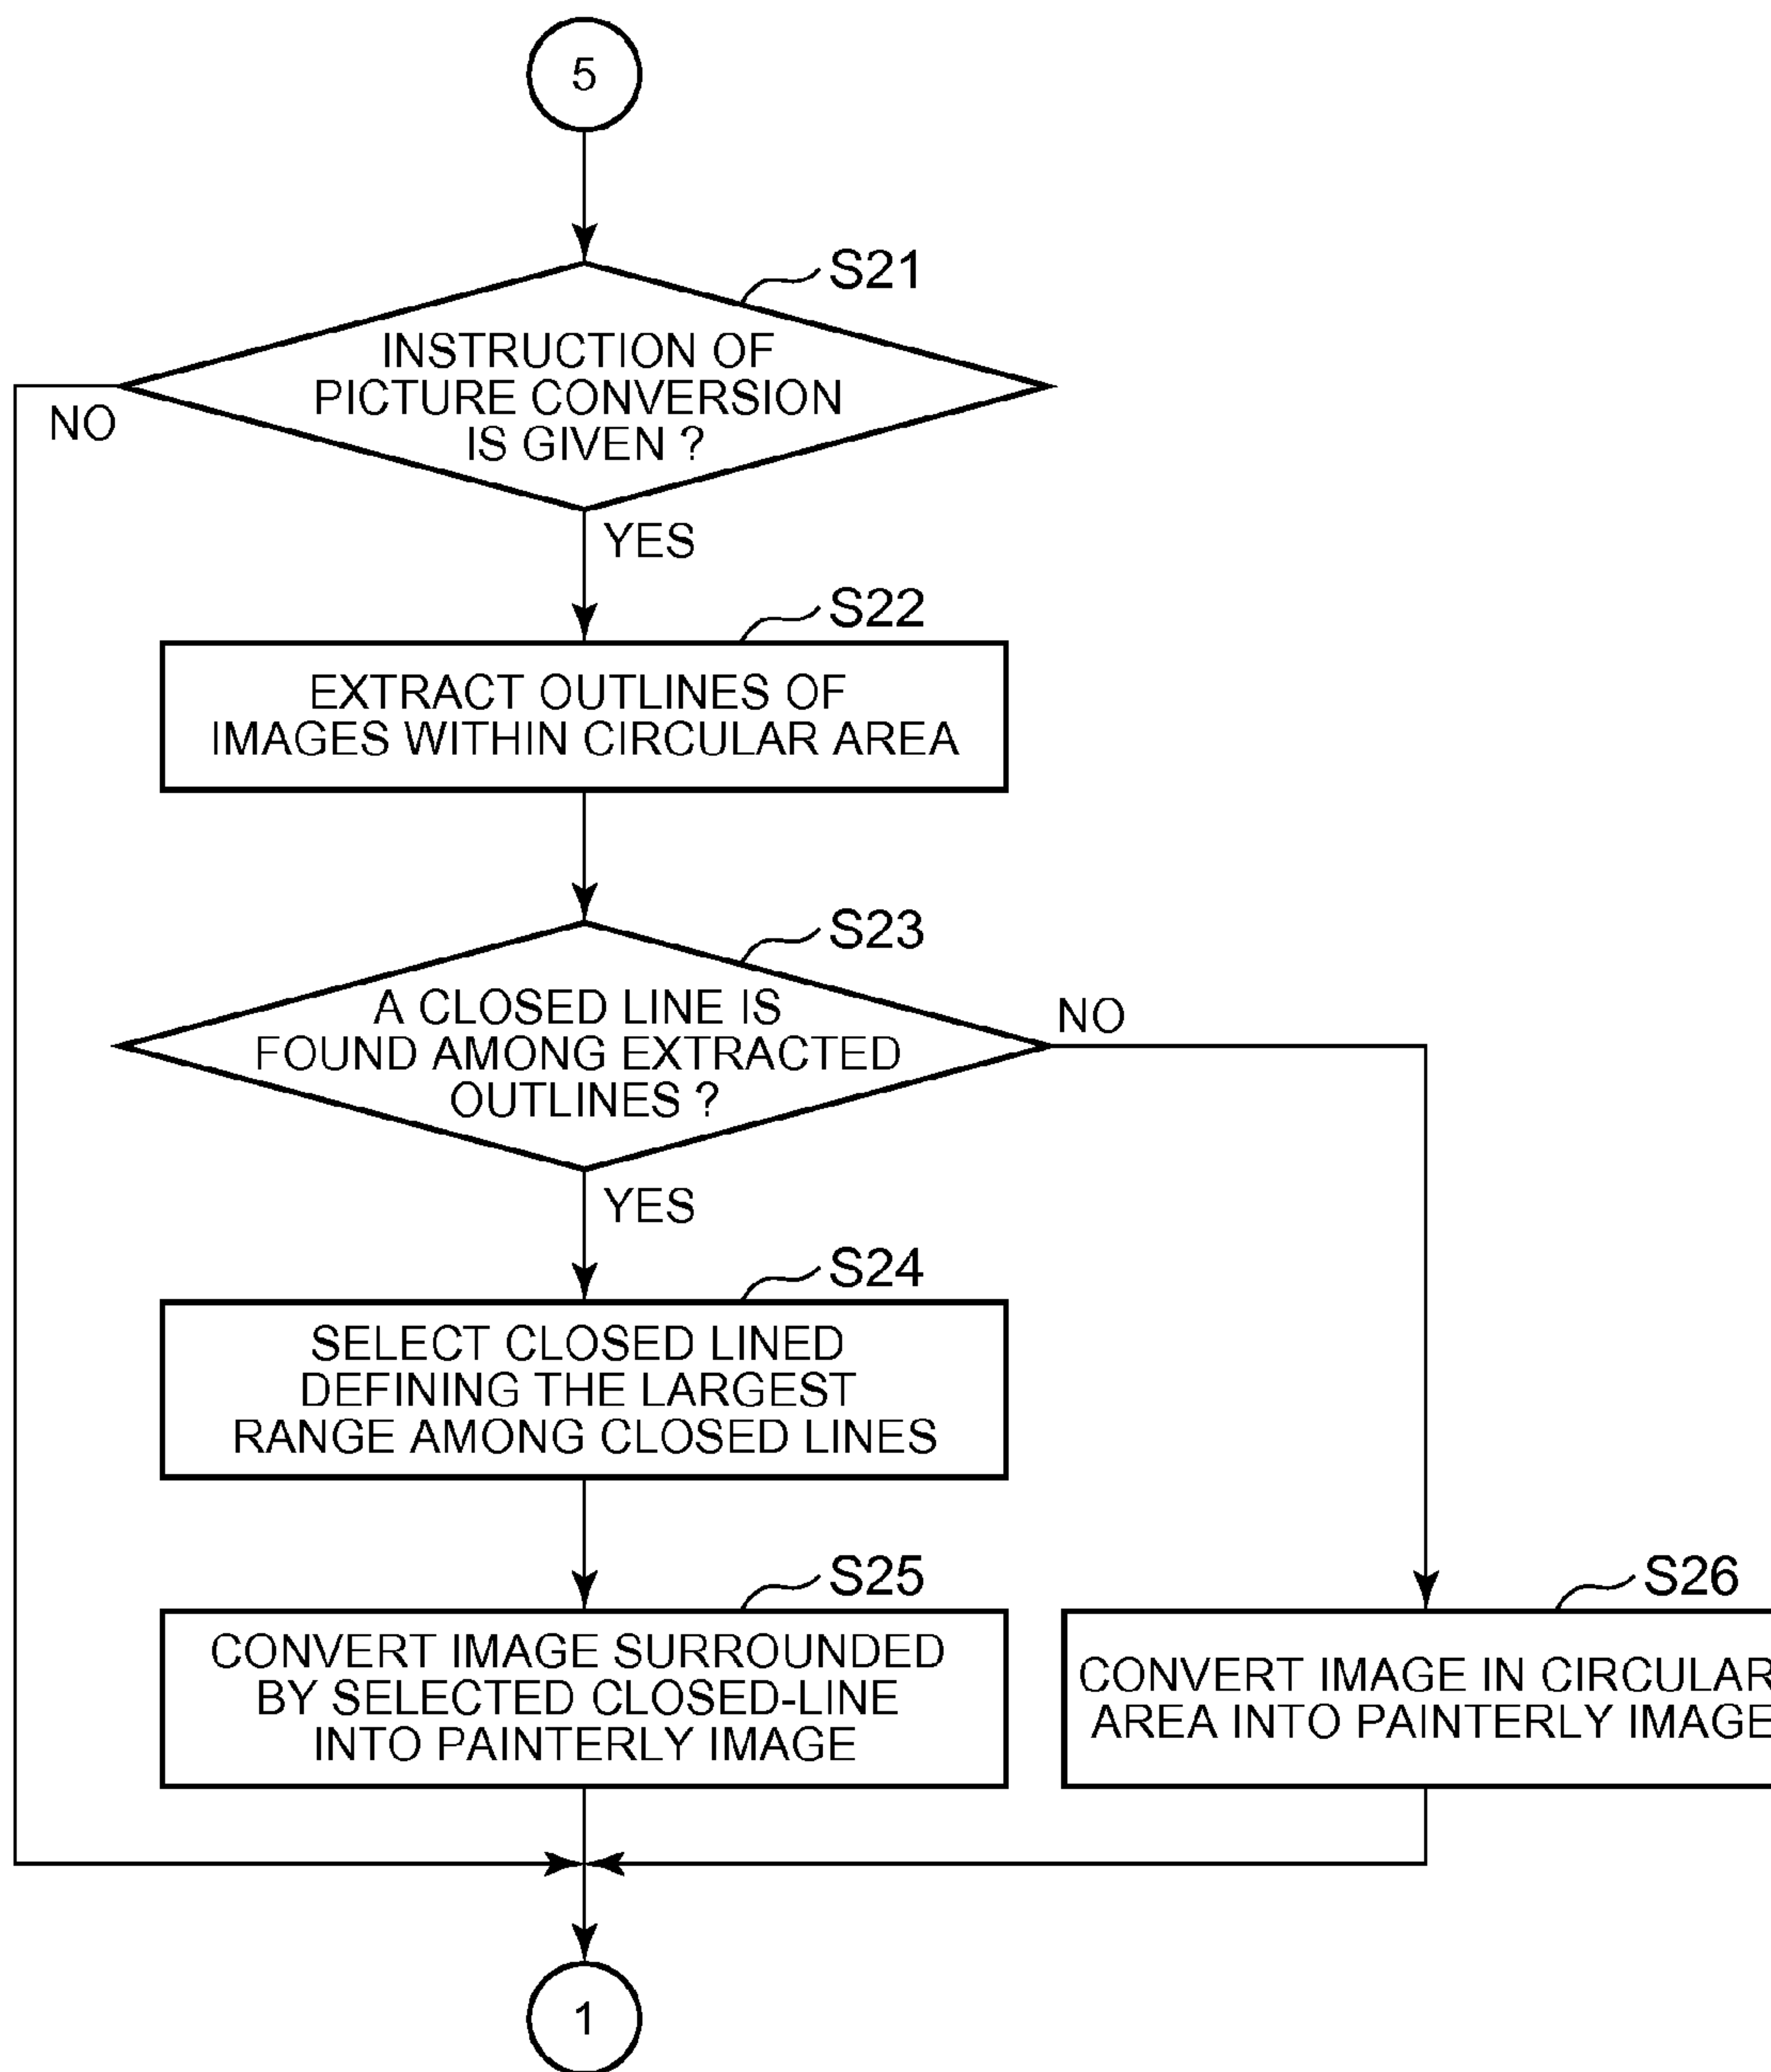 5
S21
INSTRUCTION OF
PICTURE CONVERSION
IS GIVEN ?
NO
YES
S22
EXTRACT OUTLINES OF
IMAGES WITHIN CIRCULAR AREA
S23
A CLOSED LINE IS
FOUND AMONG EXTRACTED
OUTLINES ?
NO
YES
S24
SELECT CLOSED LINED
DEFINING THE LARGEST
RANGE AMONG CLOSED LINES
S25
CONVERT IMAGE SURROUNDED
BY SELECTED CLOSED-LINE
INTO PAINTERLY IMAGE
S26
CONVERT IMAGE IN CIRCULAR
AREA INTO PAINTERLY IMAGE
1